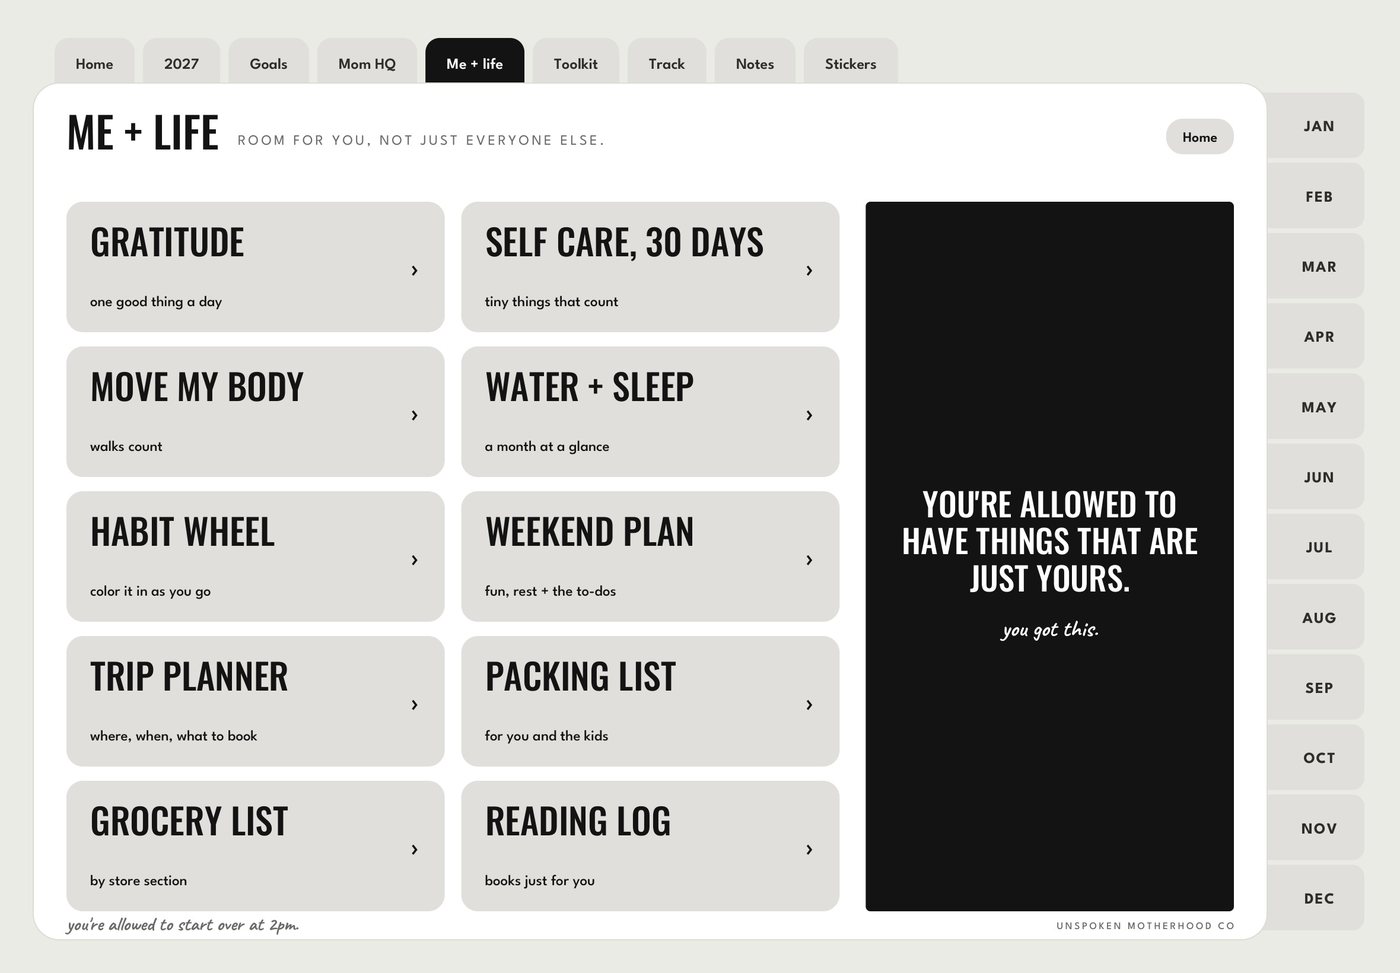 Home
2027
Goals
Mom HQ
Me + life
Toolkit
Track
Notes
Stickers
ME + LIFE
ROOM FOR YOU, NOT JUST EVERYONE ELSE.
Home
GRATITUDE
›
one good thing a day
SELF CARE, 30 DAYS
›
tiny things that count
MOVE MY BODY
›
walks count
WATER + SLEEP
›
a month at a glance
HABIT WHEEL
›
color it in as you go
WEEKEND PLAN
›
fun, rest + the to-dos
TRIP PLANNER
›
where, when, what to book
PACKING LIST
›
for you and the kids
GROCERY LIST
›
by store section
READING LOG
›
books just for you
YOU'RE ALLOWED TO
HAVE THINGS THAT ARE
JUST YOURS.
you got this.
you're allowed to start over at 2pm.
UNSPOKEN MOTHERHOOD CO
JAN
FEB
MAR
APR
MAY
JUN
JUL
AUG
SEP
OCT
NOV
DEC